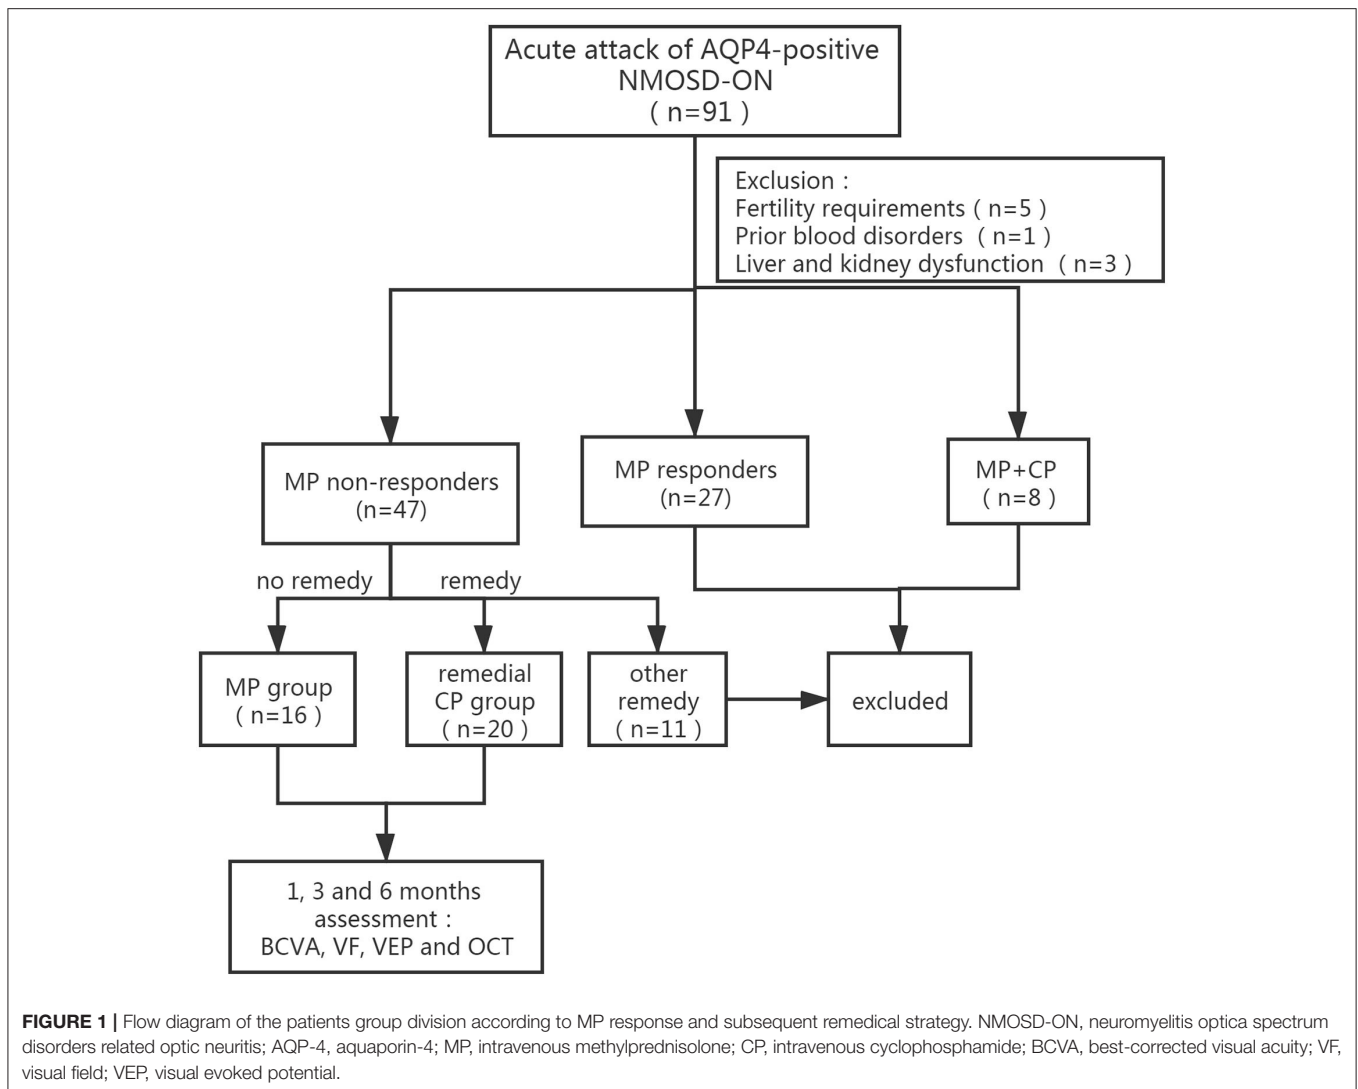 Acute attack of AQP4-positive
NMOSD-ON
( n=91 )
Exclusion :
Fertility requirements ( n=5 )
Prior blood disorders ( n=1 )
Liver and kidney dysfunction ( n=3 )
MP non-responders
(n=47)
MP responders
(n=27)
MP+CP
( n=8 )
no remedy
remedy
MP group
( n=16 )
remedial
CP group
( n=20 )
other
remedy
( n=11 )
excluded
1, 3 and 6 months
assessment :
BCVA, VF, VEP and OCT
FIGURE 1 | Flow diagram of the patients group division according to MP response and subsequent remedical strategy. NMOSD-ON, neuromyelitis optica spectrum
disorders related optic neuritis; AQP-4, aquaporin-4; MP, intravenous methylprednisolone; CP, intravenous cyclophosphamide; BCVA, best-corrected visual acuity; VF,
visual field; VEP, visual evoked potential.